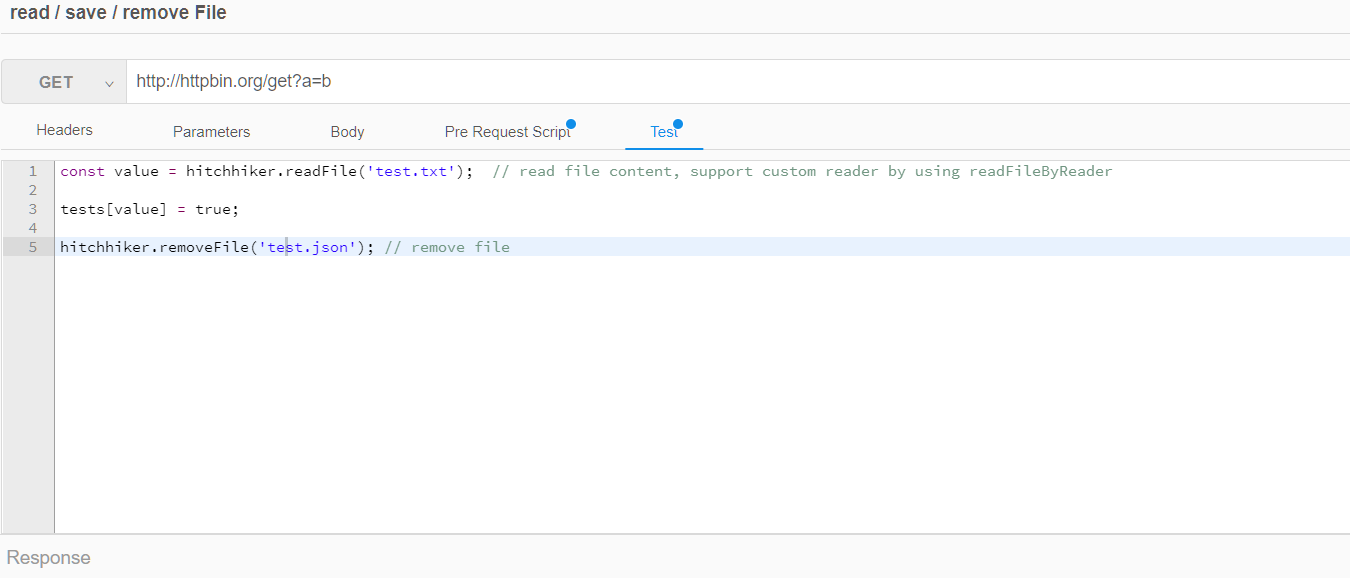 read / save / remove File
GET http://httpbin.org/get?a=b
Headers Parameters Body Pre Request Script Test
1 const value = hitchhiker.readFile('test.txt');  // read file content, support custom reader by using readFileByReader
2
3 tests[value] = true;
4
5 hitchhiker.removeFile('test.json'); // remove file
Response